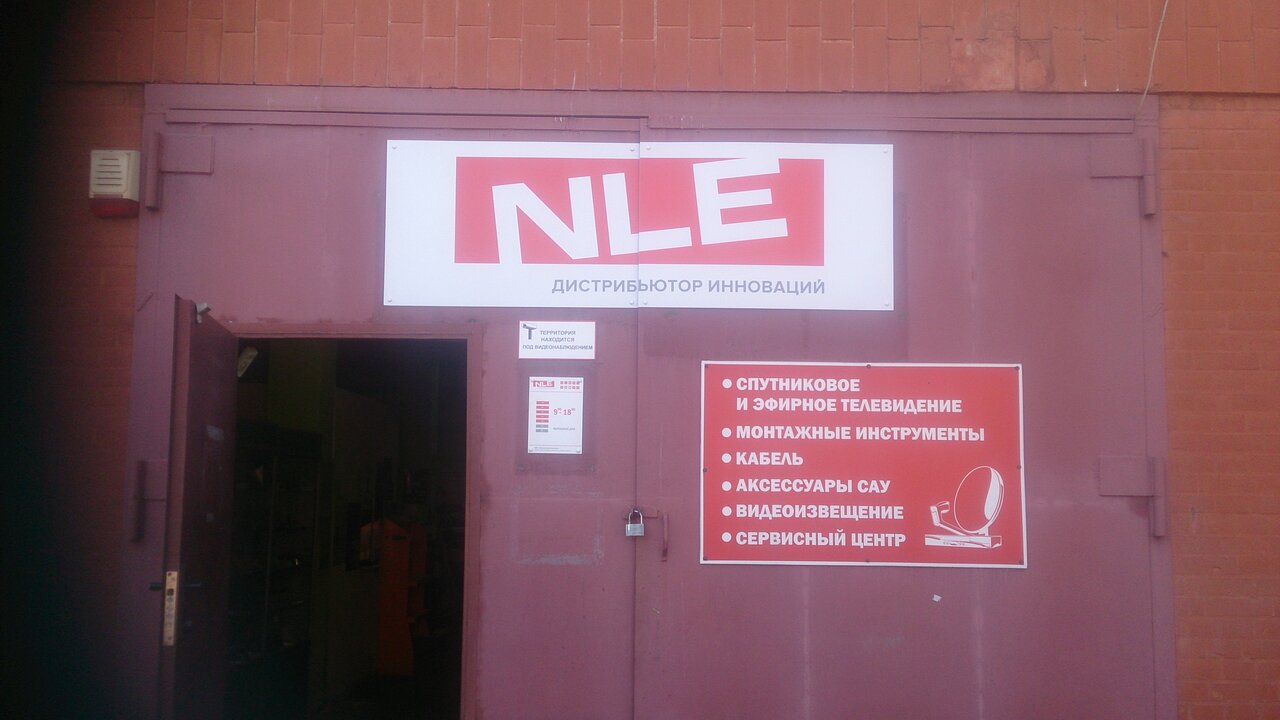 NLE
ДИСТРИБЬЮТОР ИННОВАЦИЙ
ТЕРРИТОРИЯ
НАХОДИТСЯ
ПОД ВИДЕОНАБЛЮДЕНИЕМ
NLE
9⁰⁰-18⁰⁰
• СПУТНИКОВОЕ
И ЭФИРНОЕ ТЕЛЕВИДЕНИЕ
• МОНТАЖНЫЕ ИНСТРУМЕНТЫ
• КАБЕЛЬ
• АКСЕССУАРЫ САУ
• ВИДЕОИЗВЕЩЕНИЕ
• СЕРВИСНЫЙ ЦЕНТР